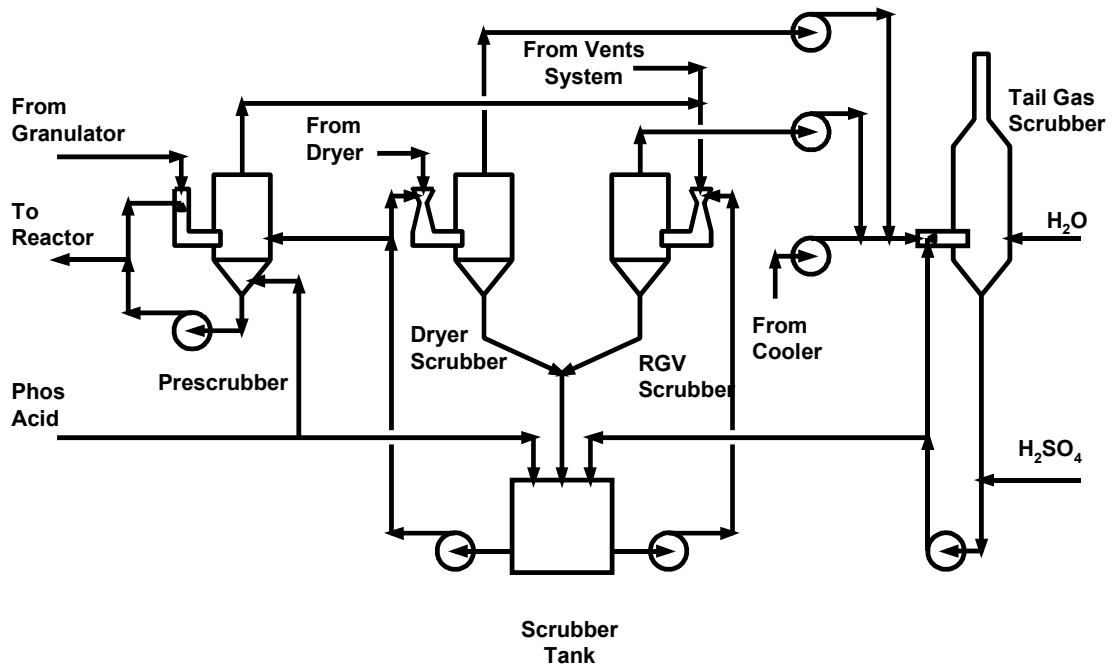 From Vents
System
From
Granulator
From
Dryer
Tail Gas
Scrubber
To
Reactor
H₂O
From
Cooler
Dryer
Scrubber
RGV
Scrubber
Prescrubber
Phos
Acid
H₂SO₄
Scrubber
Tank